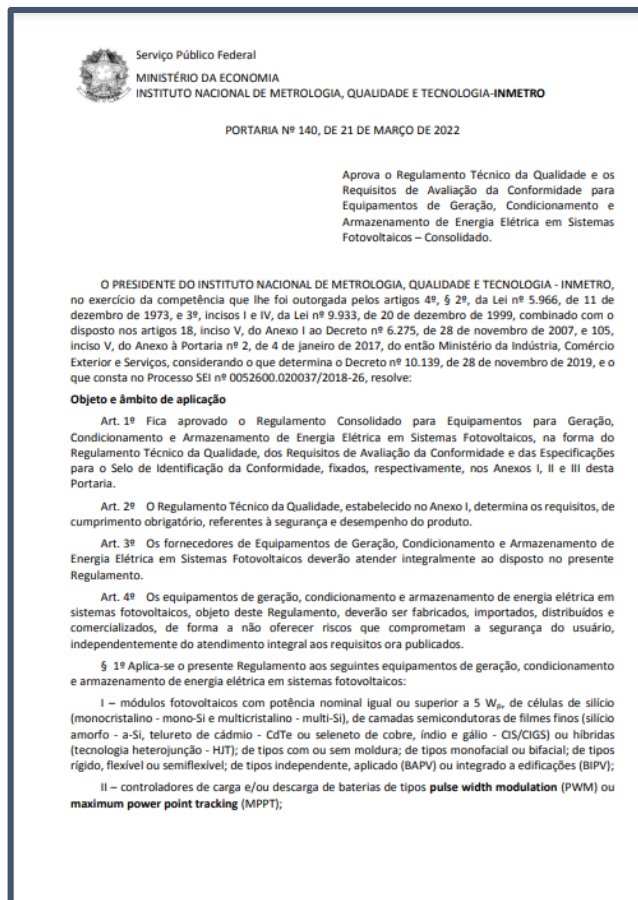 Serviço Público Federal
MINISTÉRIO DA ECONOMIA
INSTITUTO NACIONAL DE METROLOGIA, QUALIDADE E TECNOLOGIA-INMETRO
PORTARIA Nº 140, DE 21 DE MARÇO DE 2022
Aprova o Regulamento Técnico da Qualidade e os
Requisitos de Avaliação da Conformidade para
Equipamentos de Geração, Condicionamento e
Armazenamento de Energia Elétrica em Sistemas
Fotovoltaicos – Consolidado.
O PRESIDENTE DO INSTITUTO NACIONAL DE METROLOGIA, QUALIDADE E TECNOLOGIA - INMETRO,
no exercício da competência que lhe foi outorgada pelos artigos 4º, § 2º, da Lei nº 5.966, de 11 de
dezembro de 1973, e 3º, incisos I e IV, da Lei nº 9.933, de 20 de dezembro de 1999, combinado com o
disposto nos artigos 18, inciso V, do Anexo I ao Decreto nº 6.275, de 28 de novembro de 2007, e 105,
inciso V, do Anexo à Portaria nº 2, de 4 de janeiro de 2017, do então Ministério da Indústria, Comércio
Exterior e Serviços, considerando o que determina o Decreto nº 10.139, de 28 de novembro de 2019, e o
que consta no Processo SEI nº 0052600.020037/2018-26, resolve:
Objeto e âmbito de aplicação
Art. 1º Fica aprovado o Regulamento Consolidado para Equipamentos para Geração,
Condicionamento e Armazenamento de Energia Elétrica em Sistemas Fotovoltaicos, na forma do
Regulamento Técnico da Qualidade, dos Requisitos de Avaliação da Conformidade e das Especificações
para o Selo de Identificação da Conformidade, fixados, respectivamente, nos Anexos I, II e III desta
Portaria.
Art. 2º O Regulamento Técnico da Qualidade, estabelecido no Anexo I, determina os requisitos, de
cumprimento obrigatório, referentes à segurança e desempenho do produto.
Art. 3º Os fornecedores de Equipamentos de Geração, Condicionamento e Armazenamento de
Energia Elétrica em Sistemas Fotovoltaicos deverão atender integralmente ao disposto no presente
Regulamento.
Art. 4º Os equipamentos de geração, condicionamento e armazenamento de energia elétrica em
sistemas fotovoltaicos, objeto deste Regulamento, deverão ser fabricados, importados, distribuídos e
comercializados, de forma a não oferecer riscos que comprometam a segurança do usuário,
independentemente do atendimento integral aos requisitos ora publicados.
§ 1º Aplica-se o presente Regulamento aos seguintes equipamentos de geração, condicionamento
e armazenamento de energia elétrica em sistemas fotovoltaicos:
I – módulos fotovoltaicos com potência nominal igual ou superior a 5 Wp, de células de silício
(monocristalino - mono-Si e multicristalino - multi-Si), de camadas semicondutoras de filmes finos (silício
amorfo - a-Si, telureto de cádmio - CdTe ou seleneto de cobre, índio e gálio - CIS/CIGS) ou híbridas
(tecnologia heterojunção - HJT); de tipos com ou sem moldura; de tipos monofacial ou bifacial; de tipos
rígido, flexível ou semiflexível; de tipos independente, aplicado (BAPV) ou integrado a edificações (BIPV);
II – controladores de carga e/ou descarga de baterias de tipos pulse width modulation (PWM) ou
maximum power point tracking (MPPT);